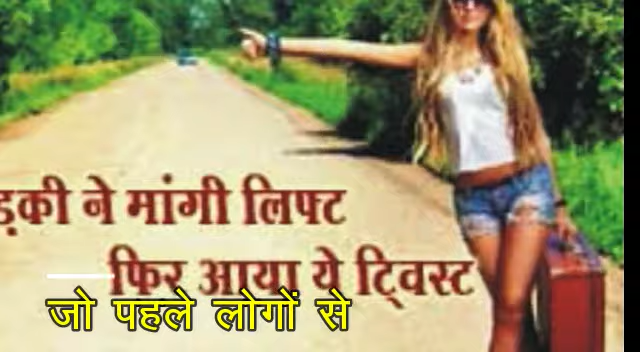 ड़की ने मांगी लिफ्ट
फिर आया ये ट्विस्ट
जो पहले लोगों से